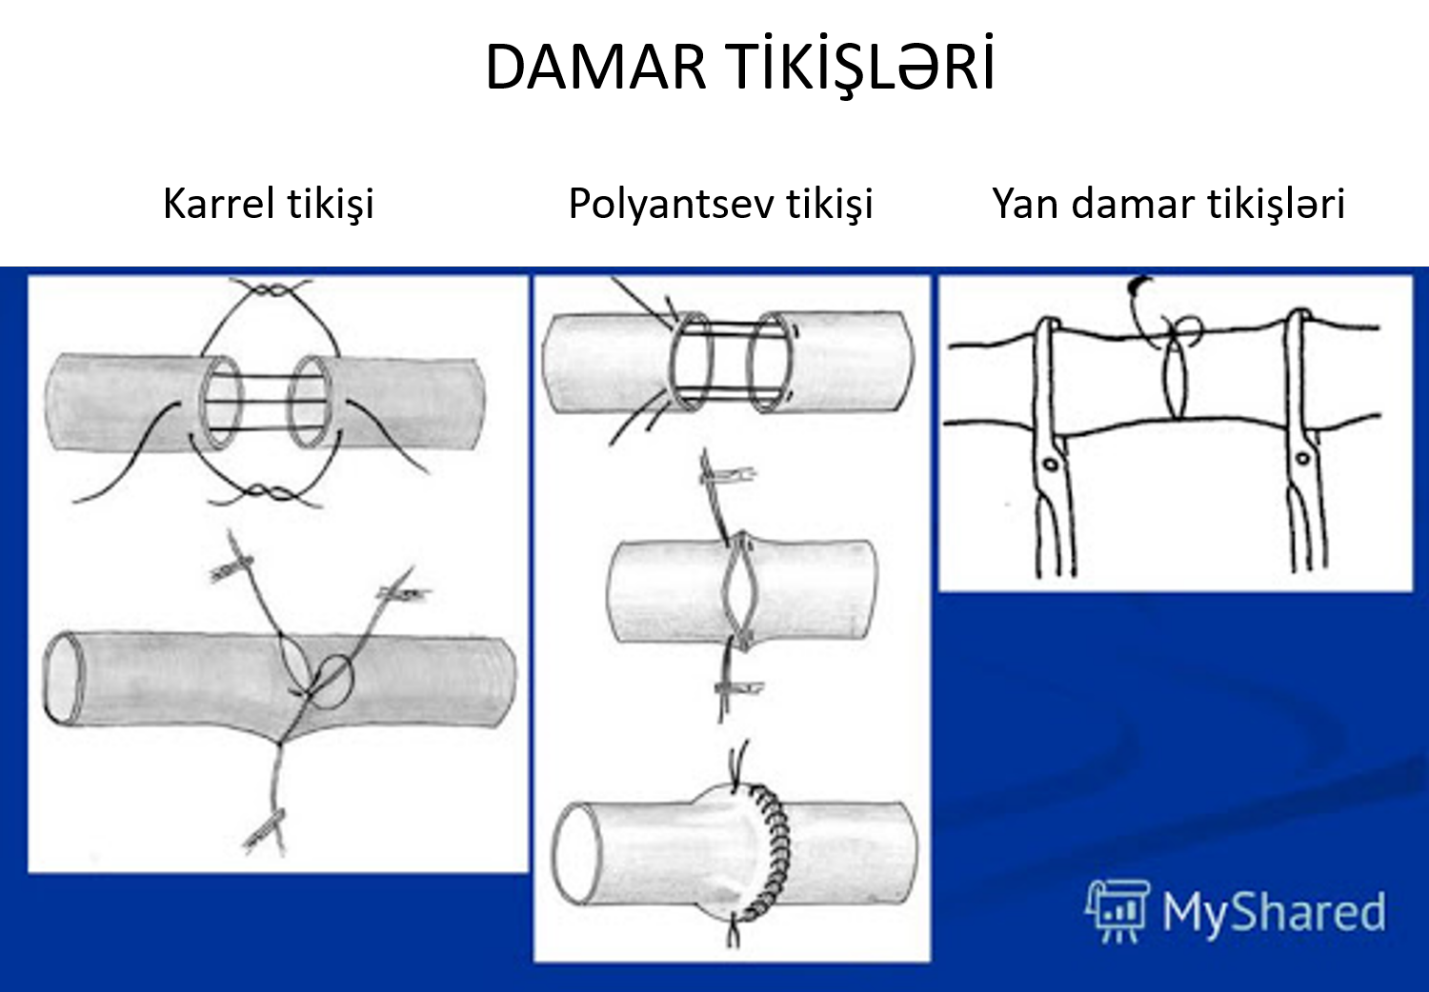 DAMAR TİKİŞLƏRİ
Karrel tikişi
Polyantsev tikişi
Yan damar tikişləri
MyShared